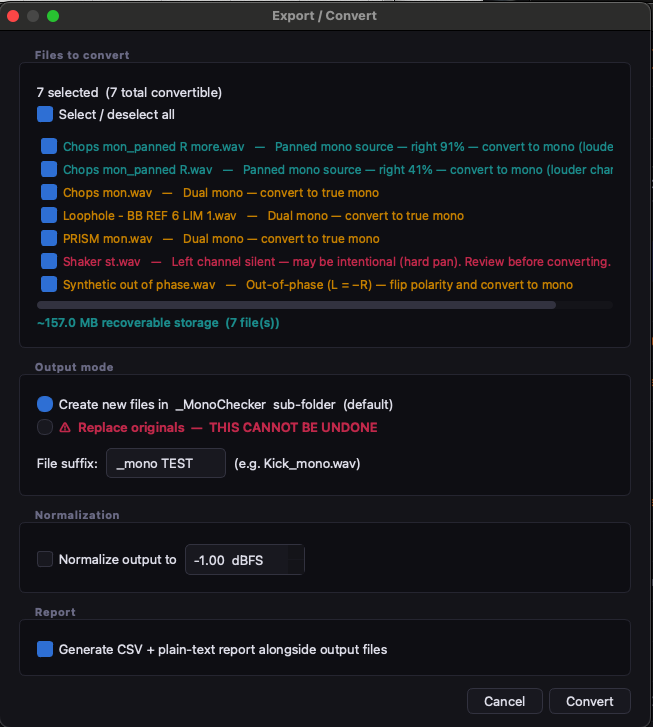 Export / Convert
Files to convert
7 selected (7 total convertible)
Select / deselect all
Chops mon_panned R more.wav — Panned mono source — right 91% — convert to mono (loude
Chops mon_panned R.wav — Panned mono source — right 41% — convert to mono (louder char
Chops mon.wav — Dual mono — convert to true mono
Loophole - BB REF 6 LIM 1.wav — Dual mono — convert to true mono
PRISM mon.wav — Dual mono — convert to true mono
Shaker st.wav — Left channel silent — may be intentional (hard pan). Review before converting.
Synthetic out of phase.wav — Out-of-phase (L = −R) — flip polarity and convert to mono
~157.0 MB recoverable storage (7 file(s))
Output mode
Create new files in _MonoChecker sub-folder (default)
⚠ Replace originals — THIS CANNOT BE UNDONE
File suffix: _mono TEST (e.g. Kick_mono.wav)
Normalization
Normalize output to -1.00 dBFS
Report
Generate CSV + plain-text report alongside output files
Cancel Convert